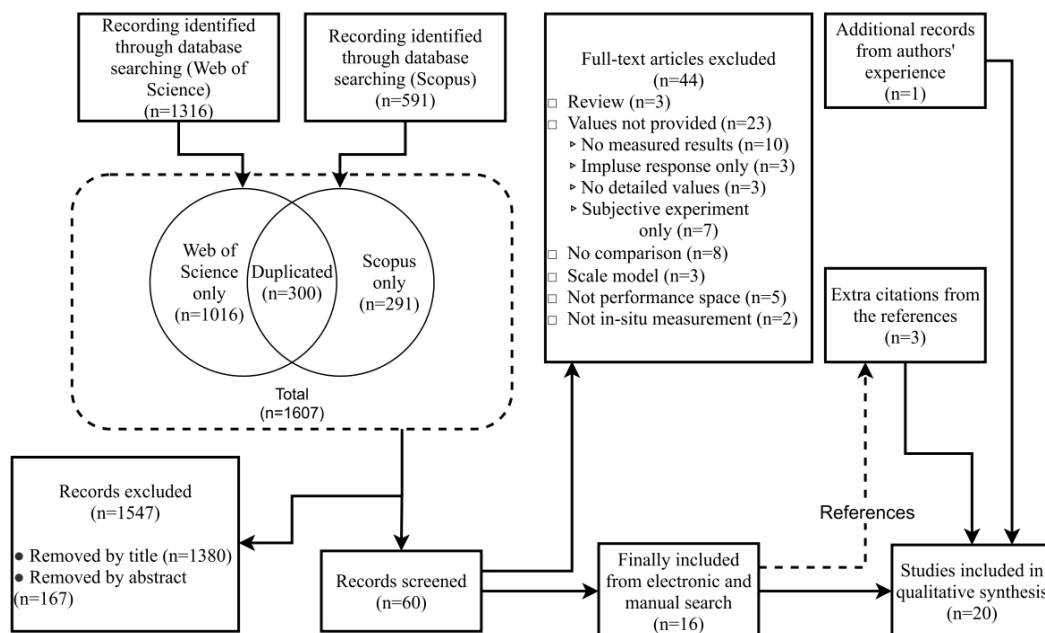 Recording identified
through database
searching (Web of
Science)
(n=1316)
Recording identified
through database
searching (Scopus)
(n=591)
Full-text articles excluded
(n=44)
□ Review (n=3)
□ Values not provided (n=23)
▹ No measured results (n=10)
▹ Impluse response only (n=3)
▹ No detailed values (n=3)
▹ Subjective experiment
only (n=7)
□ No comparison (n=8)
□ Scale model (n=3)
□ Not performance space (n=5)
□ Not in-situ measurement (n=2)
Additional records
from authors'
experience
(n=1)
Web of
Science
only
(n=1016)
Duplicated
(n=300)
Scopus
only
(n=291)
Total
(n=1607)
Extra citations from
the references
(n=3)
Records excluded
(n=1547)
● Removed by title (n=1380)
● Removed by abstract
(n=167)
Records screened
(n=60)
Finally included
from electronic and
manual search
(n=16)
References
Studies included in
qualitative synthesis
(n=20)